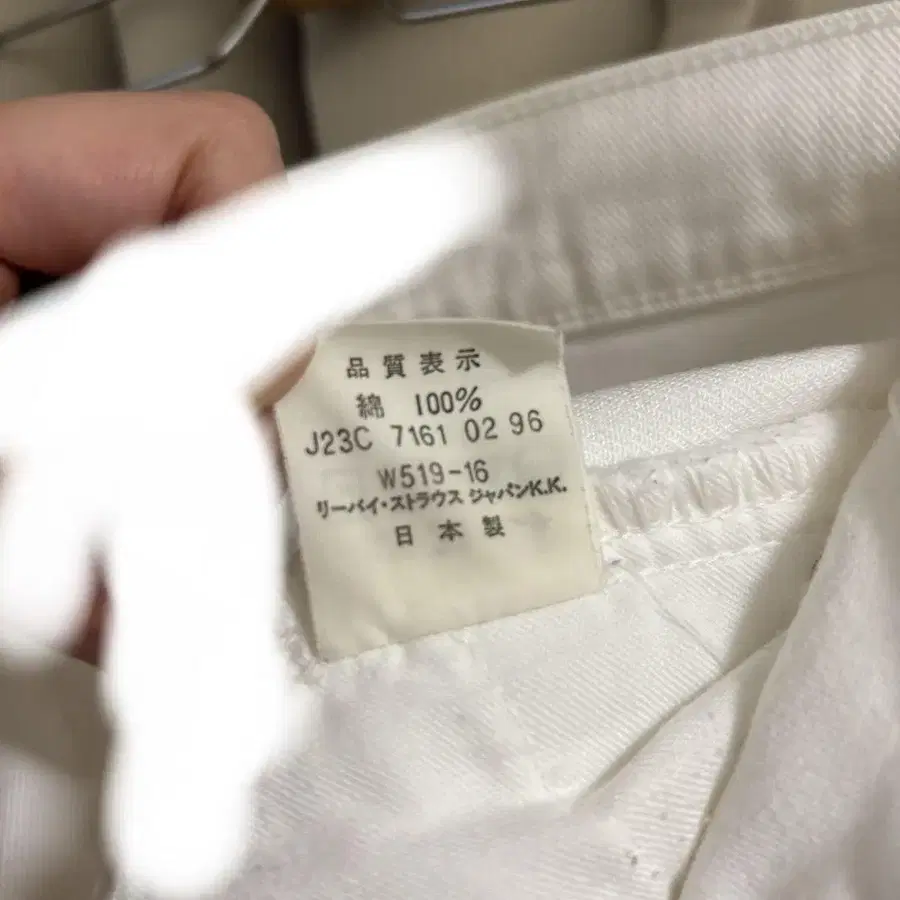 品質表示
綿 100%
J23C 7161 02 96
W519-16
リーバイ・ストラウス ジャパンK.K.
日本製